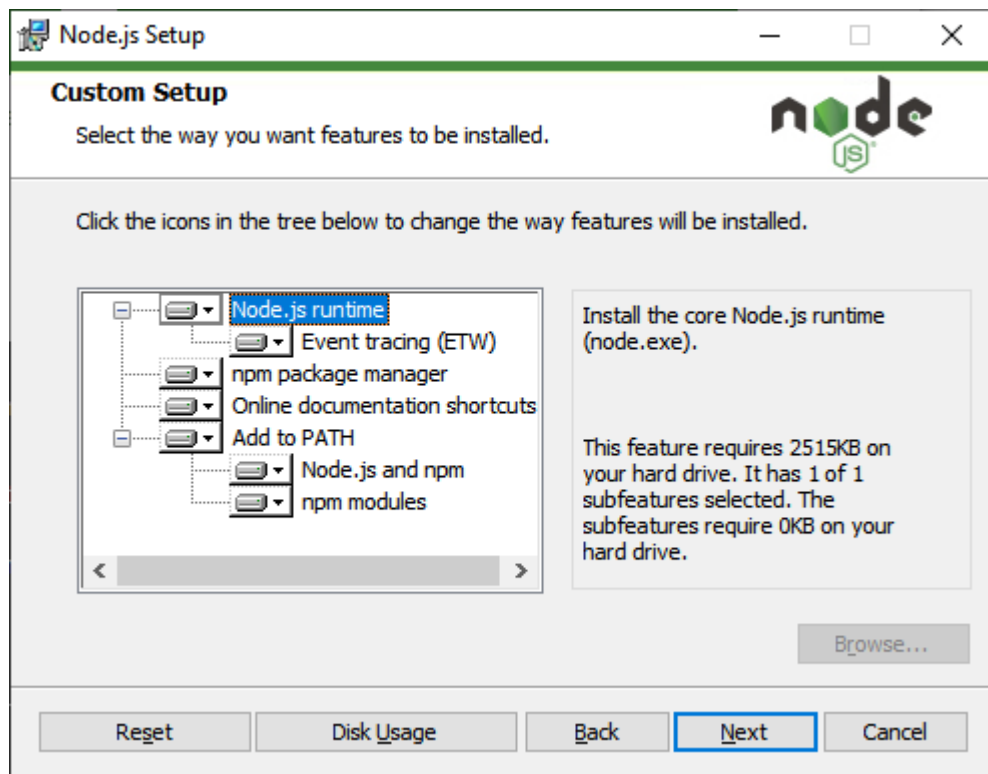 Node.js Setup
Custom Setup
Select the way you want features to be installed.
node
JS
Click the icons in the tree below to change the way features will be installed.
Node.js runtime
Event tracing (ETW)
npm package manager
Online documentation shortcuts
Add to PATH
Node.js and npm
npm modules
Install the core Node.js runtime
(node.exe).
This feature requires 2515KB on
your hard drive. It has 1 of 1
subfeatures selected. The
subfeatures require 0KB on your
hard drive.
Browse...
Reset
Disk Usage
Back
Next
Cancel